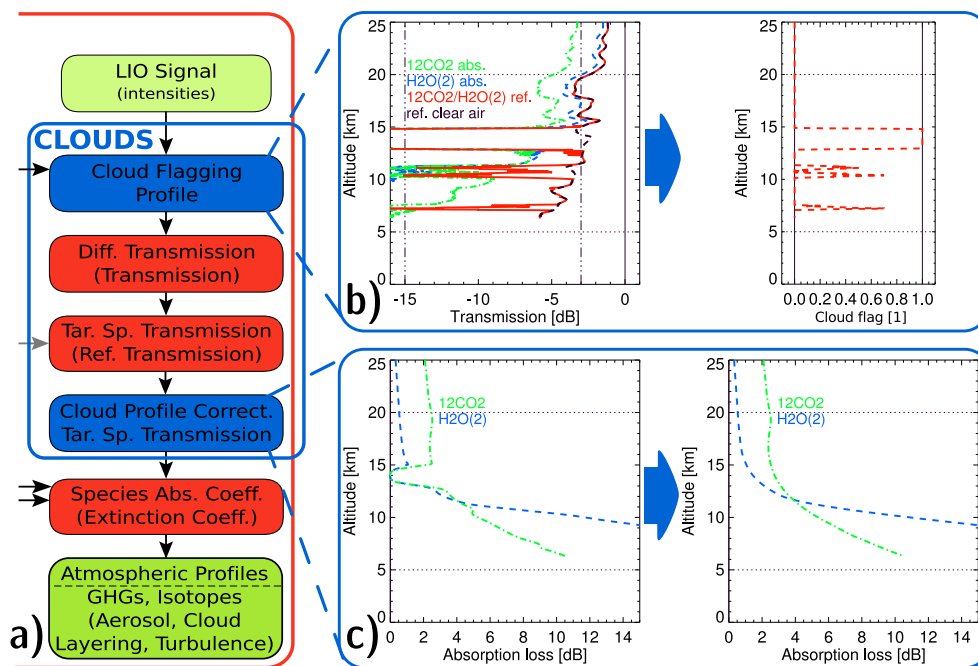 LIO Signal
(intensities)
CLOUDS
Cloud Flagging
Profile
Diff. Transmission
(Transmission)
Tar. Sp. Transmission
(Ref. Transmission)
Cloud Profile Correct.
Tar. Sp. Transmission
Species Abs. Coeff.
(Extinction Coeff.)
Atmospheric Profiles
GHGs, Isotopes
(Aerosol, Cloud
Layering, Turbulence)
a)
b)
Altitude [km]
25
20
15
10
5
0
12CO2 abs.
H2O(2) abs.
12CO2/H2O(2) ref.
ref. clear air
-15 -10 -5 0
Transmission [dB]
Altitude [km]
25
20
15
10
5
0
0.0 0.2 0.4 0.6 0.8 1.0
Cloud flag [1]
c)
Altitude [km]
25
20
15
10
5
0
12CO2
H2O(2)
0 2 4 6 8 10 12 14
Absorption loss [dB]
Altitude [km]
25
20
15
10
5
0
12CO2
H2O(2)
0 2 4 6 8 10 12 14
Absorption loss [dB]